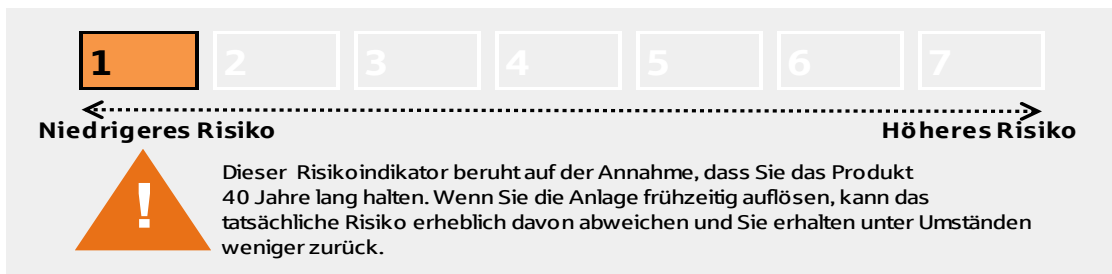 1 2 3 4 5 6 7
Niedrigeres Risiko Höheres Risiko
!
Dieser Risikoindikator beruht auf der Annahme, dass Sie das Produkt
40 Jahre lang halten. Wenn Sie die Anlage frühzeitig auflösen, kann das
tatsächliche Risiko erheblich davon abweichen und Sie erhalten unter Umständen
weniger zurück.